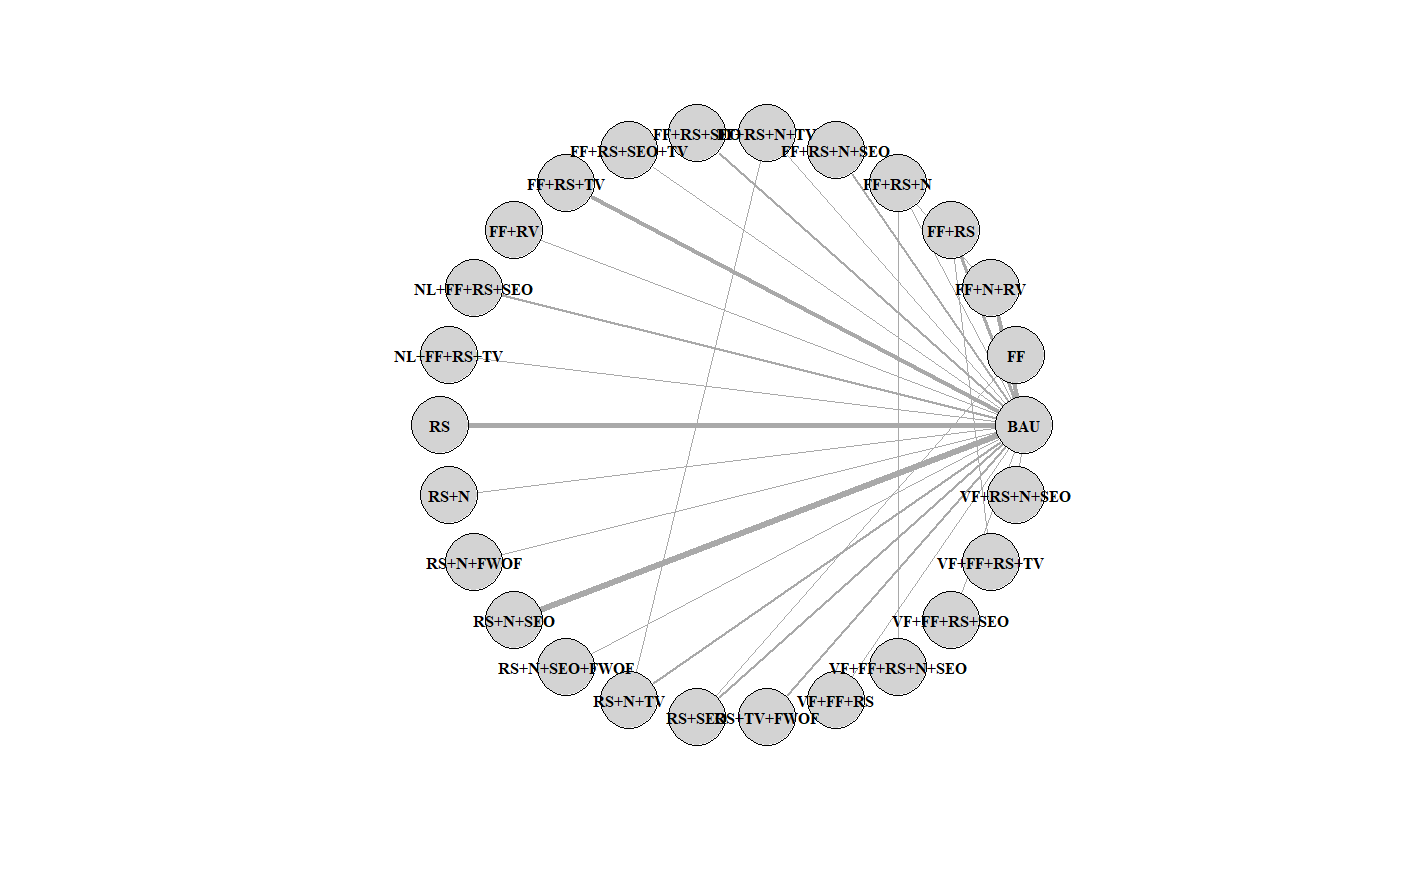 FF+RS+SEO
FF+RS+N+TV
FF+RS+SEO+TV
FF+RS+N+SEO
FF+RS+TV
FF+RS+N
FF+RV
FF+RS
NL+FF+RS+SEO
FF+N+RV
NL+FF+RS+TV
FF
RS
BAU
RS+N
VF+RS+N+SEO
RS+N+FWOF
VF+FF+RS+TV
RS+N+SEO
VF+FF+RS+SEO
RS+N+SEO+FWOF
VF+FF+RS+N+SEO
RS+N+TV
VF+FF+RS
RS+SEO
RS+TV+FWOF